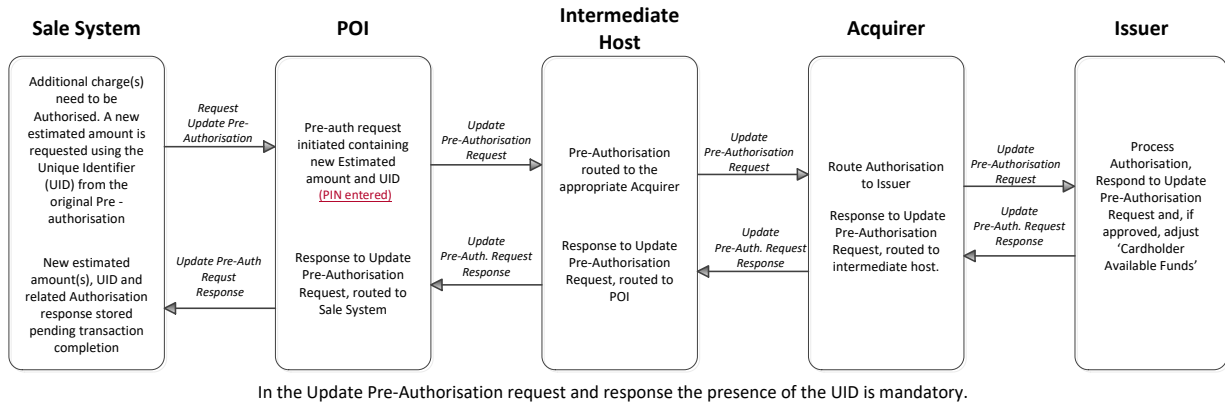 Sale System
POI
Intermediate
Host
Acquirer
Issuer
Additional charge(s)
need to be
Authorised. A new
estimated amount is
requested using the
Unique Identifier
(UID) from the
original Pre -
authorisation
New estimated
amount(s), UID and
related Authorisation
response stored
pending transaction
completion
Request
Update Pre-
Authorisation
Update Pre-Auth
Requst
Response
Pre-auth request
initiated containing
new Estimated
amount and UID
(PIN entered)
Response to Update
Pre-Authorisation
Request, routed to
Sale System
Update
Pre-Authorisation
Request
Update
Pre-Auth. Request
Response
Pre-Authorisation
routed to the
appropriate Acquirer
Response to Update
Pre-Authorisation
Request, routed to
POI
Update
Pre-Authorisation
Request
Update
Pre-Auth. Request
Response
Route Authorisation
to Issuer
Response to Update
Pre-Authorisation
Request, routed to
intermediate host.
Update
Pre-Authorisation
Request
Update
Pre-Auth. Request
Response
Process
Authorisation,
Respond to Update
Pre-Authorisation
Request and, if
approved, adjust
‘Cardholder
Available Funds’
In the Update Pre-Authorisation request and response the presence of the UID is mandatory.